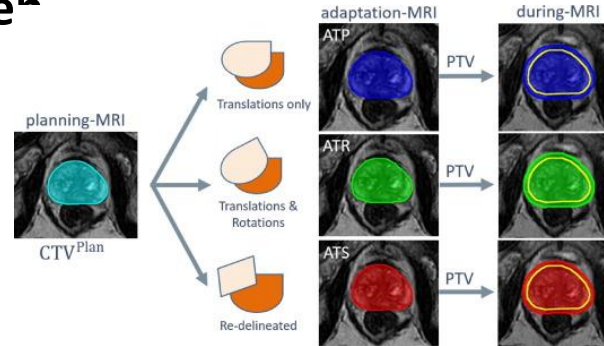 adaptation-MRI during-MRI
ATP
PTV
Translations only
planning-MRI
ATR
PTV
Translations &
Rotations
CTV^Plan
ATS
PTV
Re-delineated